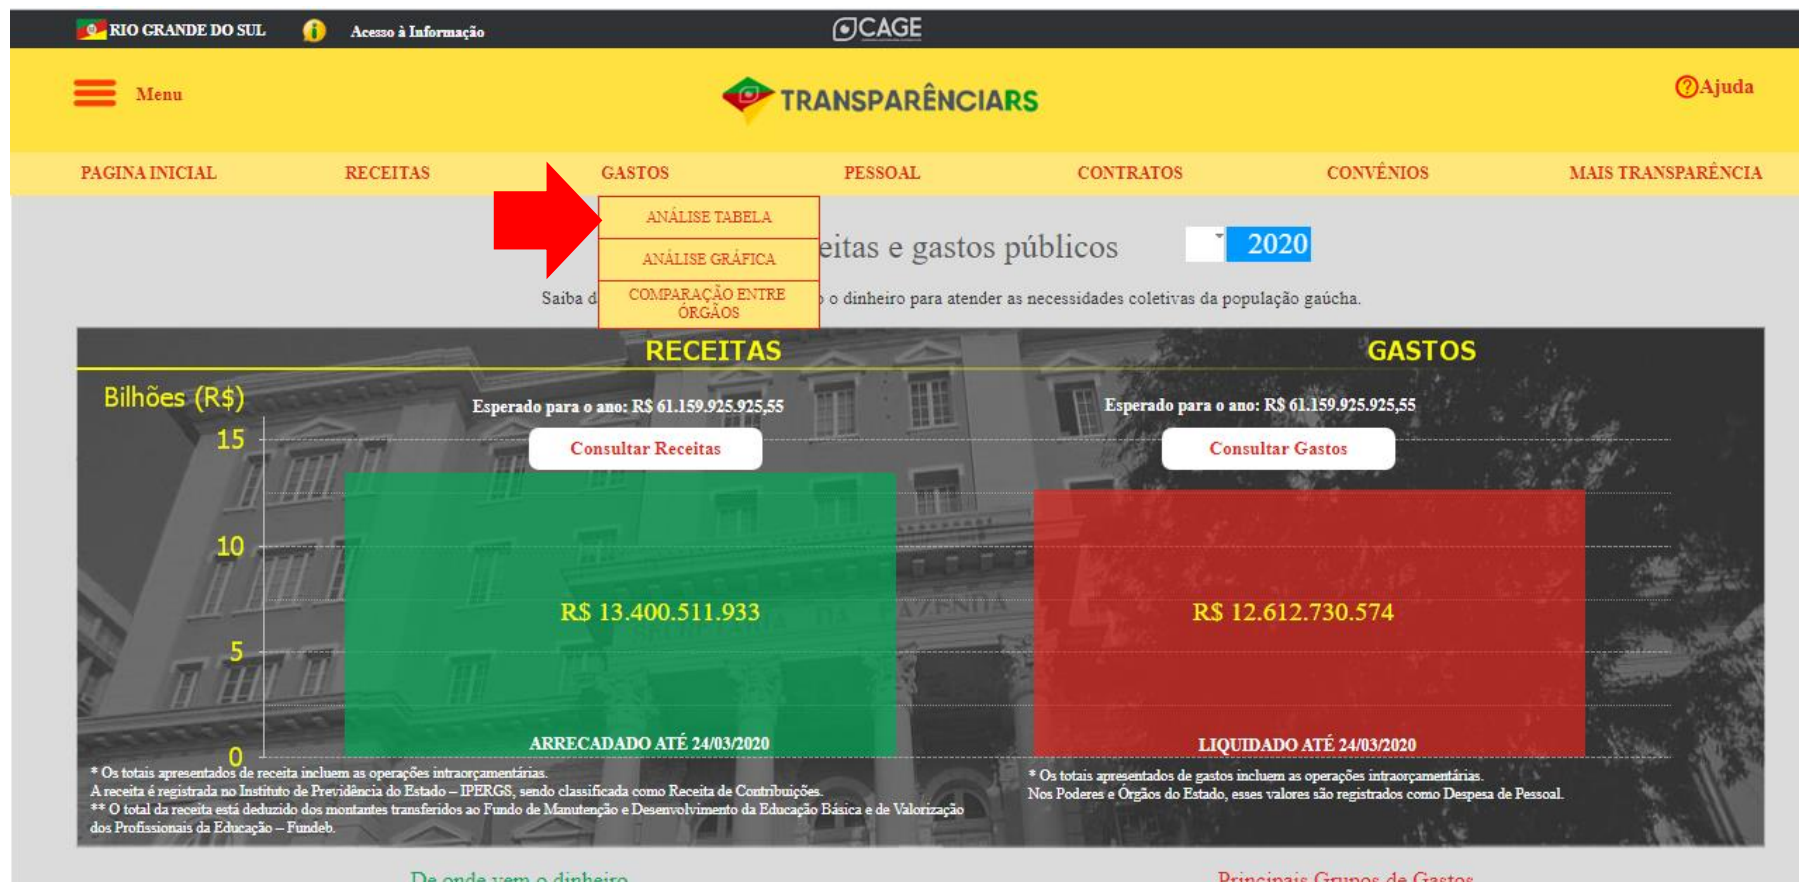 RIO GRANDE DO SUL
Acesso à Informação
CAGE
Menu
TRANSPARÊNCIARS
?Ajuda
PAGINA INICIAL
RECEITAS
GASTOS
PESSOAL
CONTRATOS
CONVÊNIOS
MAIS TRANSPARÊNCIA
ANÁLISE TABELA
ANÁLISE GRÁFICA
COMPARAÇÃO ENTRE
ÓRGÃOS
eitas e gastos públicos
2020
Saiba d
o dinheiro para atender as necessidades coletivas da população gaúcha.
RECEITAS
GASTOS
Bilhões (R$)
Esperado para o ano: R$ 61.159.925.925,55
Esperado para o ano: R$ 61.159.925.925,55
15
Consultar Receitas
Consultar Gastos
10
R$ 13.400.511.933
R$ 12.612.730.574
5
ARRECADADO ATÉ 24/03/2020
LIQUIDADO ATÉ 24/03/2020
0
* Os totais apresentados de receita incluem as operações intraorçamentárias.
A receita é registrada no Instituto de Previdência do Estado – IPERGS, sendo classificada como Receita de Contribuições.
** O total da receita está deduzido dos montantes transferidos ao Fundo de Manutenção e Desenvolvimento da Educação Básica e de Valorização
dos Profissionais da Educação – Fundeb.
* Os totais apresentados de gastos incluem as operações intraorçamentárias.
Nos Poderes e Órgãos do Estado, esses valores são registrados como Despesa de Pessoal.
De onde vem o dinheiro
Principais Grupos de Gastos